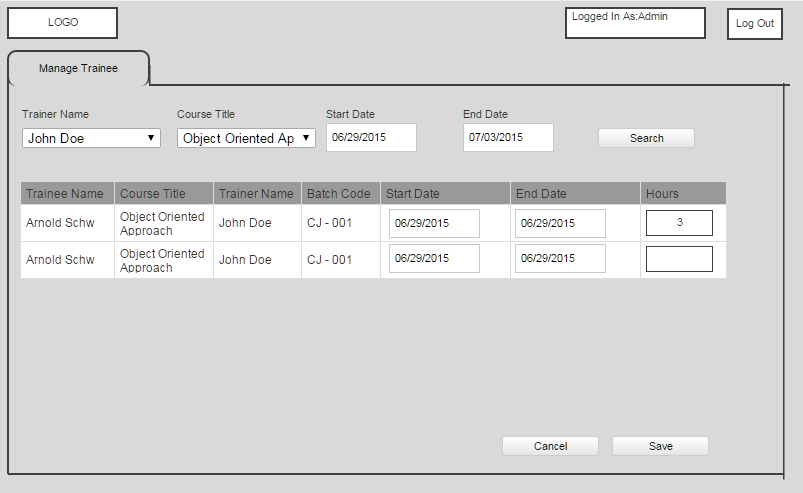 LOGO
Logged In As:Admin
Log Out
Manage Trainee
Trainer Name Course Title Start Date End Date
John Doe ▼ Object Oriented Ap ▼ 06/29/2015 07/03/2015 Search
Trainee Name Course Title Trainer Name Batch Code Start Date End Date Hours
Arnold Schw Object Oriented Approach John Doe CJ - 001 06/29/2015 06/29/2015 3
Arnold Schw Object Oriented Approach John Doe CJ - 001 06/29/2015 06/29/2015
Cancel Save